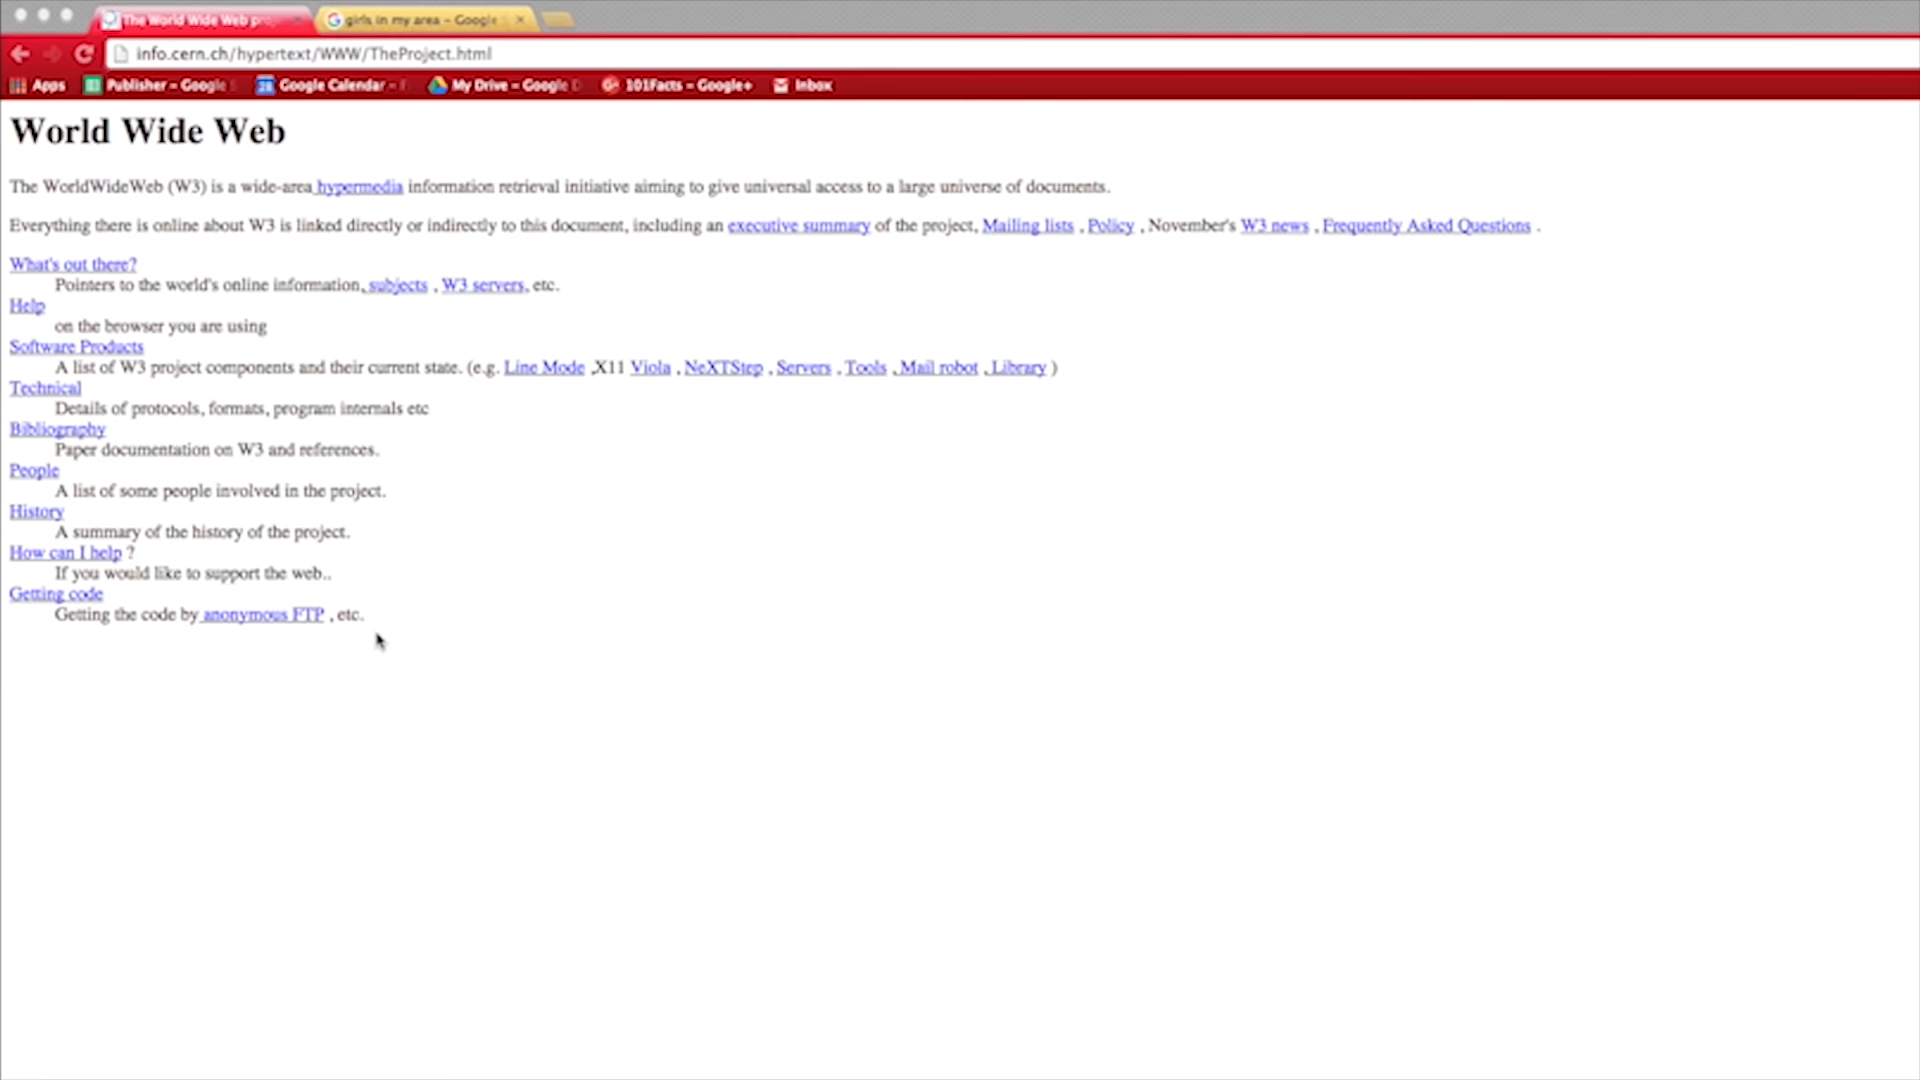 The World Wide Web pro
girls in my area - Google
info.cern.ch/hypertext/WWW/TheProject.html
Apps Publisher - Google Google Calendar - My Drive - Google 101Facts - Google+ Inbox
World Wide Web
The WorldWideWeb (W3) is a wide-area hypermedia information retrieval initiative aiming to give universal access to a large universe of documents.
Everything there is online about W3 is linked directly or indirectly to this document, including an executive summary of the project, Mailing lists , Policy , November's W3 news , Frequently Asked Questions .
What's out there?
Pointers to the world's online information, subjects , W3 servers, etc.
Help
on the browser you are using
Software Products
A list of W3 project components and their current state. (e.g. Line Mode ,X11 Viola , NeXTStep , Servers , Tools , Mail robot , Library )
Technical
Details of protocols, formats, program internals etc
Bibliography
Paper documentation on W3 and references.
People
A list of some people involved in the project.
History
A summary of the history of the project.
How can I help ?
If you would like to support the web..
Getting code
Getting the code by anonymous FTP , etc.